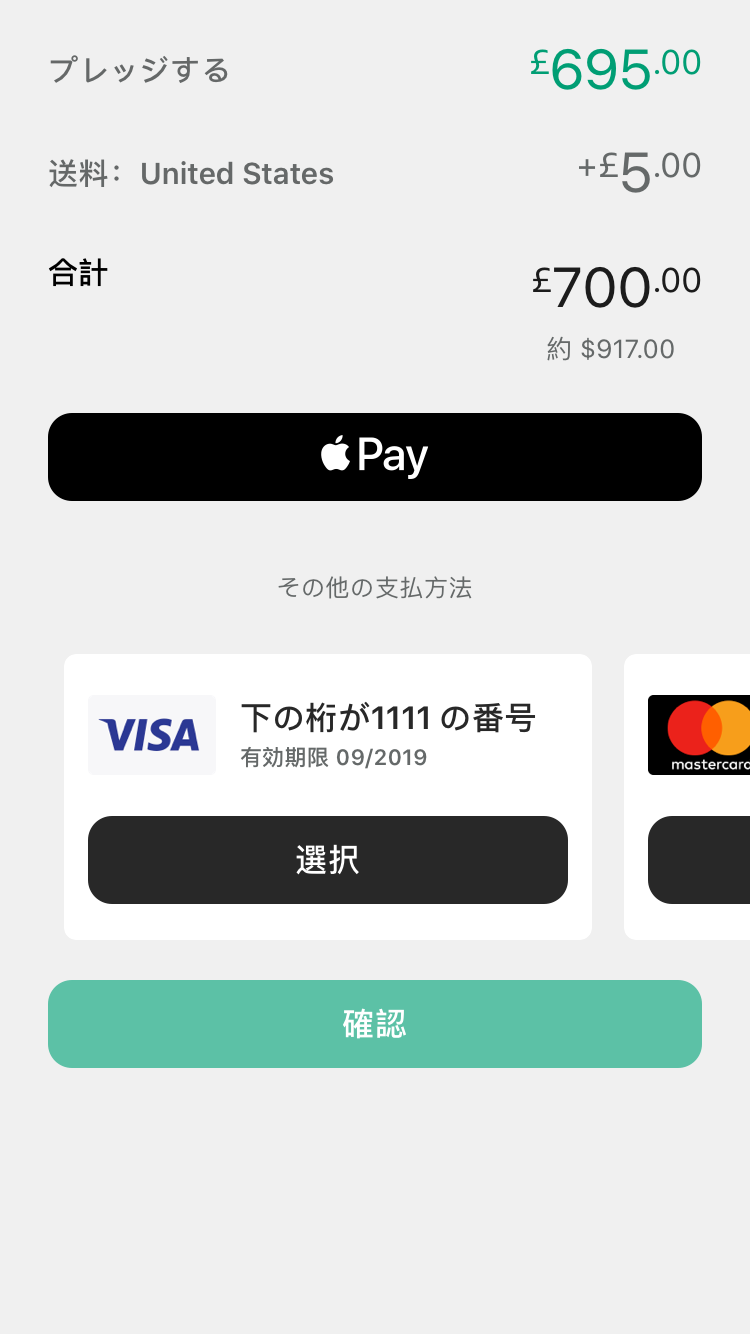 プレッジする £695.00
送料： United States +£5.00
合計 £700.00
約 $917.00
Pay
その他の支払方法
VISA 下の桁が1111 の番号
有効期限 09/2019
mastercard
選択
確認